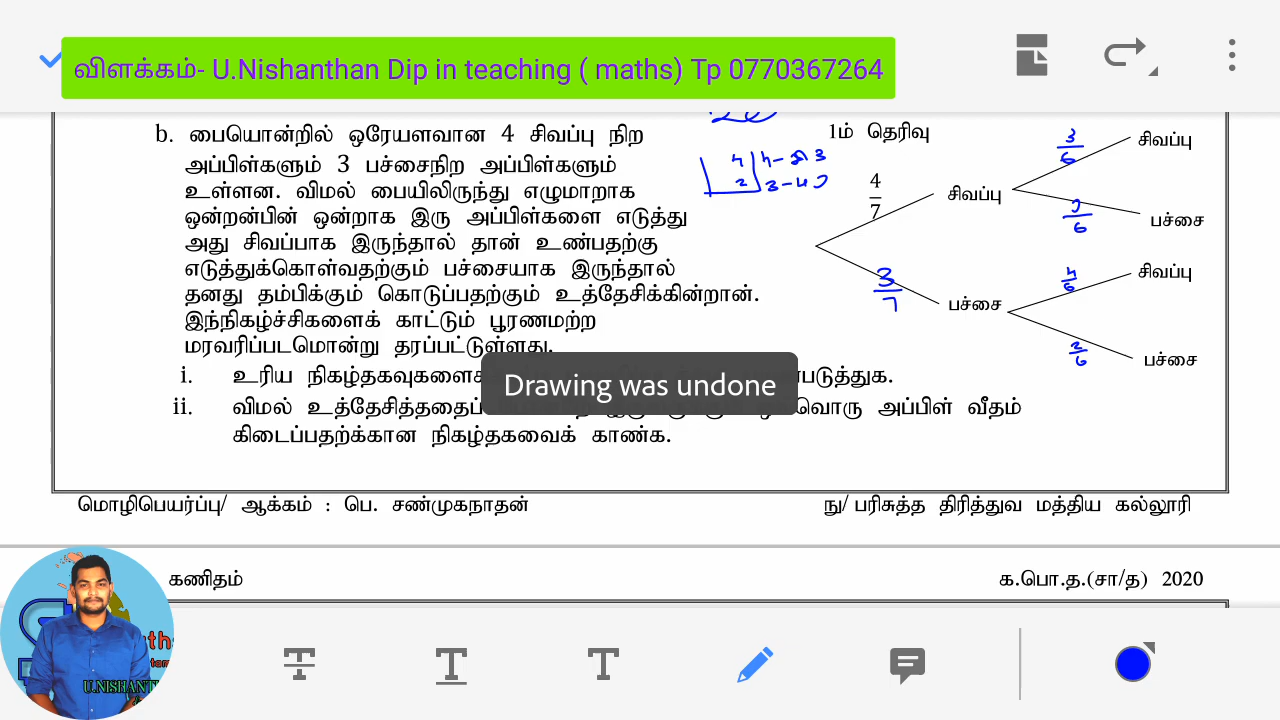 விளக்கம்- U.Nishanthan Dip in teaching ( maths) Tp 0770367264
b. பையொன்றில் ஒரேயளவான 4 சிவப்பு நிற
அப்பிள்களும் 3 பச்சைநிற அப்பிள்களும்
உள்ளன. விமல் பையிலிருந்து எழுமாறாக
ஒன்றன்பின் ஒன்றாக இரு அப்பிள்களை எடுத்து
அது சிவப்பாக இருந்தால் தான் உண்பதற்கு
எடுத்துக்கொள்வதற்கும் பச்சையாக இருந்தால்
தனது தம்பிக்கும் கொடுப்பதற்கும் உத்தேசிக்கின்றான்.
இந்நிகழ்ச்சிகளைக் காட்டும் பூரணமற்ற
மரவரிப்படமொன்று தரப்பட்டுள்ளது.
i. உரிய நிகழ்தகவுகளைக்
ii. விமல் உத்தேசித்ததைப் அப்பிள் வீதம்
கிடைப்பதற்க்கான நிகழ்தகவைக் காண்க.
Drawing was undone
1ம் தெரிவு
4
7
சிவப்பு
3
7
பச்சை
3
6
சிவப்பு
6
பச்சை
4
6
சிவப்பு
2
6
பச்சை
மொழிபெயர்ப்பு/ ஆக்கம் : பெ. சண்முகநாதன்
நு/ பரிசுத்த திரித்துவ மத்திய கல்லூரி
கணிதம்
க.பொ.த.(சா/த) 2020